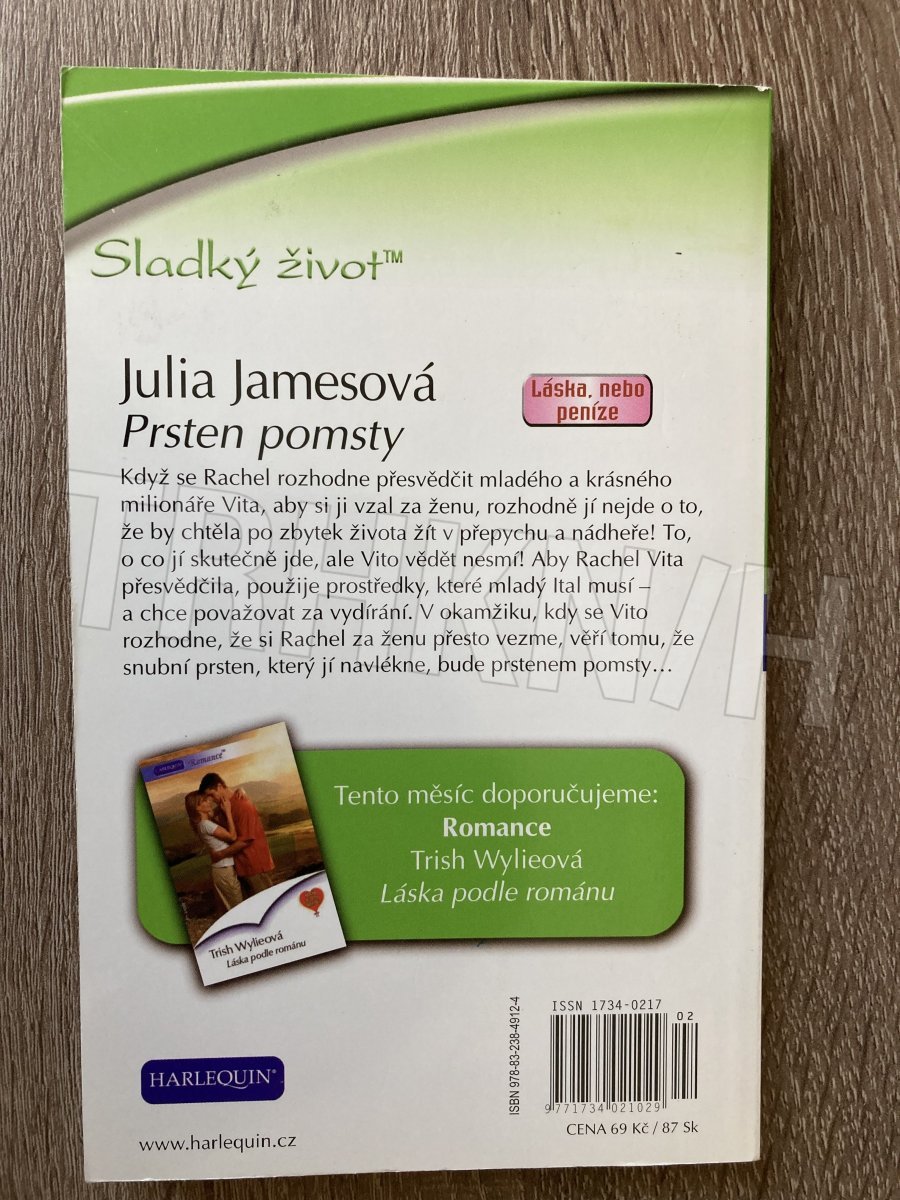 Sladký život™
Julia Jamesová
Láska, nebo
peníze
Prsten pomsty
Když se Rachel rozhodne přesvědčit mladého a krásného
milionáře Vita, aby si ji vzal za ženu, rozhodně jí nejde o to,
že by chtěla po zbytek života žít v přepychu a nádheře! To,
o co jí skutečně jde, ale Vito vědět nesmí! Aby Rachel Vita
přesvědčila, použije prostředky, které mladý Ital musí –
a chce považovat za vydírání. V okamžiku, kdy se Vito
rozhodne, že si Rachel za ženu přesto vezme, věří tomu, že
snubní prsten, který jí navlékne, bude prstenem pomsty…
TRHKNIH
HARLEQUIN Romance™
Trish Wylieová
Láska podle románu
Tento měsíc doporučujeme:
Romance
Trish Wylieová
Láska podle románu
ISBN 978-83-238-4912-4
ISSN 1734-0217
02
9 771734 021029
CENA 69 Kč / 87 Sk
HARLEQUIN®
www.harlequin.cz